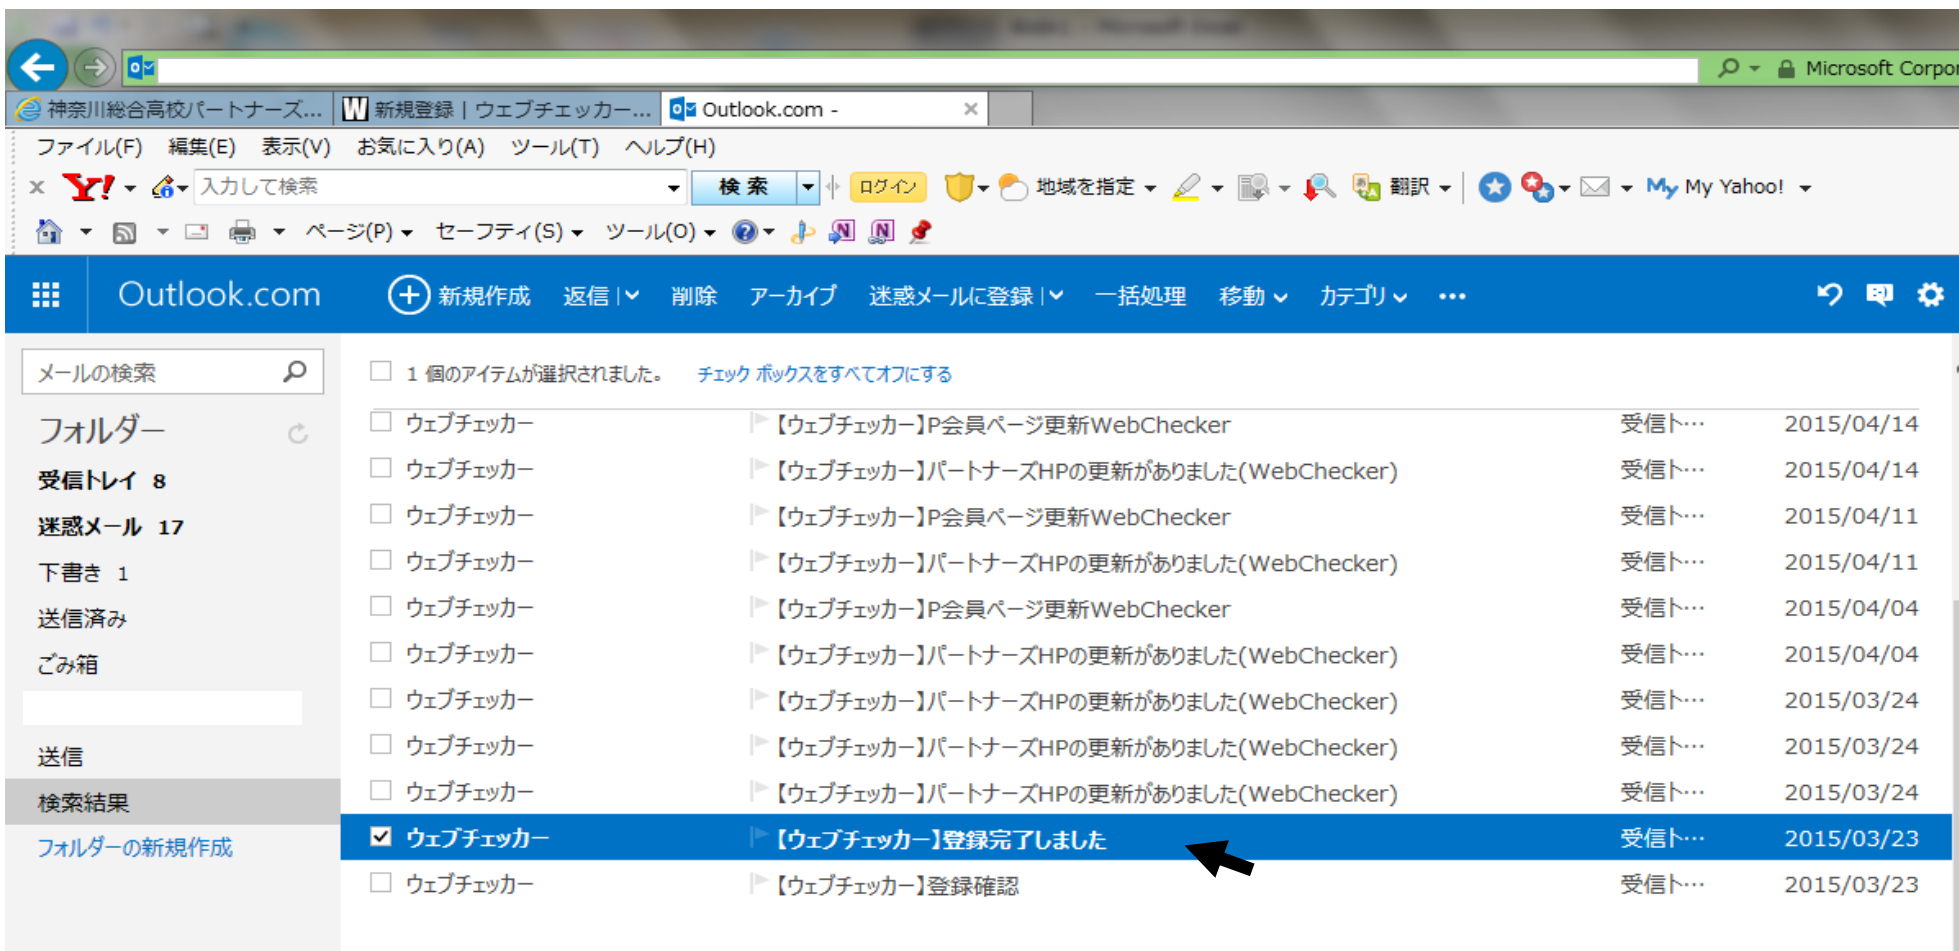 Microsoft Corpor
神奈川総合高校パートナーズ... 新規登録 | ウェブチェッカー... Outlook.com -
ファイル(F) 編集(E) 表示(V) お気に入り(A) ツール(T) ヘルプ(H)
Y! 入力して検索 検索 ログイン 地域を指定 翻訳 My My Yahoo!
ページ(P) セーフティ(S) ツール(O)
Outlook.com 新規作成 返信 削除 アーカイブ 迷惑メールに登録 一括処理 移動 カテゴリ ...
メールの検索
1 個のアイテムが選択されました。 チェック ボックスをすべてオフにする
フォルダー
受信トレイ 8
迷惑メール 17
下書き 1
送信済み
ごみ箱
送信
検索結果
フォルダーの新規作成
ウェブチェッカー 【ウェブチェッカー】P会員ページ更新WebChecker 受信ト… 2015/04/14
ウェブチェッカー 【ウェブチェッカー】パートナーズHPの更新がありました(WebChecker) 受信ト… 2015/04/14
ウェブチェッカー 【ウェブチェッカー】P会員ページ更新WebChecker 受信ト… 2015/04/11
ウェブチェッカー 【ウェブチェッカー】パートナーズHPの更新がありました(WebChecker) 受信ト… 2015/04/11
ウェブチェッカー 【ウェブチェッカー】P会員ページ更新WebChecker 受信ト… 2015/04/04
ウェブチェッカー 【ウェブチェッカー】パートナーズHPの更新がありました(WebChecker) 受信ト… 2015/04/04
ウェブチェッカー 【ウェブチェッカー】パートナーズHPの更新がありました(WebChecker) 受信ト… 2015/03/24
ウェブチェッカー 【ウェブチェッカー】パートナーズHPの更新がありました(WebChecker) 受信ト… 2015/03/24
ウェブチェッカー 【ウェブチェッカー】パートナーズHPの更新がありました(WebChecker) 受信ト… 2015/03/24
ウェブチェッカー 【ウェブチェッカー】登録完了しました 受信ト… 2015/03/23
ウェブチェッカー 【ウェブチェッカー】登録確認 受信ト… 2015/03/23